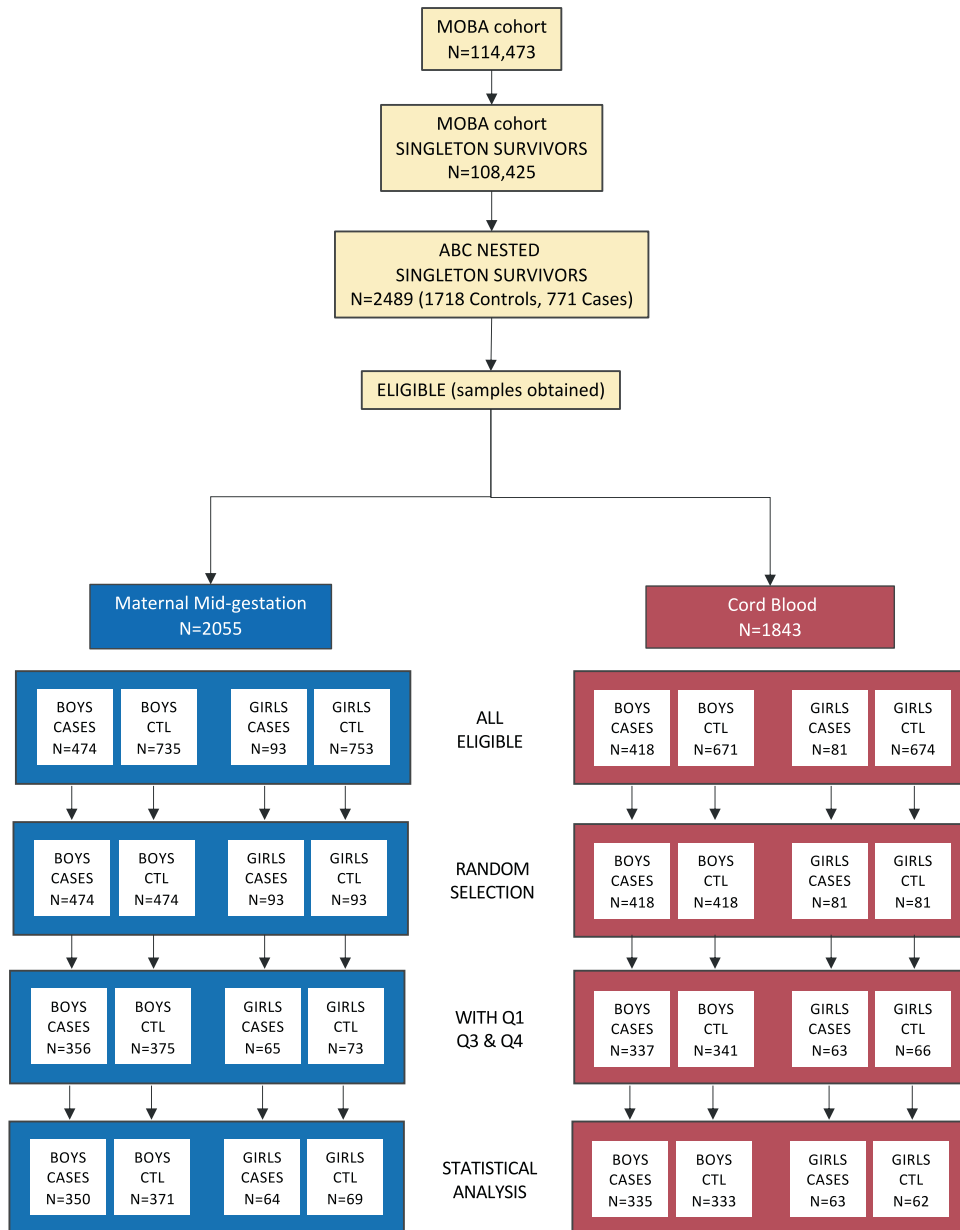 MOBA cohort
N=114,473
MOBA cohort
SINGLETON SURVIVORS
N=108,425
ABC NESTED
SINGLETON SURVIVORS
N=2489 (1718 Controls, 771 Cases)
ELIGIBLE (samples obtained)
Maternal Mid-gestation
N=2055
Cord Blood
N=1843
BOYS
CASES
N=474
BOYS
CTL
N=735
GIRLS
CASES
N=93
GIRLS
CTL
N=753
ALL
ELIGIBLE
BOYS
CASES
N=418
BOYS
CTL
N=671
GIRLS
CASES
N=81
GIRLS
CTL
N=674
BOYS
CASES
N=474
BOYS
CTL
N=474
GIRLS
CASES
N=93
GIRLS
CTL
N=93
RANDOM
SELECTION
BOYS
CASES
N=418
BOYS
CTL
N=418
GIRLS
CASES
N=81
GIRLS
CTL
N=81
BOYS
CASES
N=356
BOYS
CTL
N=375
GIRLS
CASES
N=65
GIRLS
CTL
N=73
WITH Q1
Q3 & Q4
BOYS
CASES
N=337
BOYS
CTL
N=341
GIRLS
CASES
N=63
GIRLS
CTL
N=66
BOYS
CASES
N=350
BOYS
CTL
N=371
GIRLS
CASES
N=64
GIRLS
CTL
N=69
STATISTICAL
ANALYSIS
BOYS
CASES
N=335
BOYS
CTL
N=333
GIRLS
CASES
N=63
GIRLS
CTL
N=62